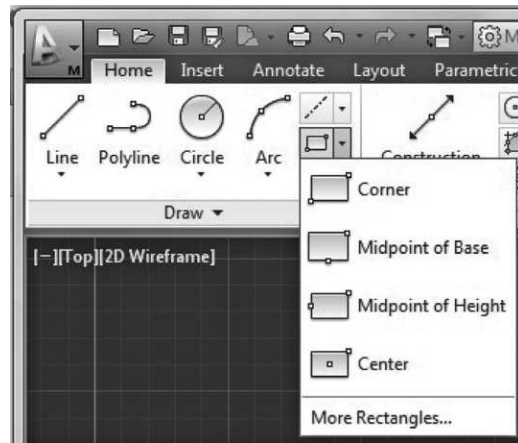 M
Home Insert Annotate Layout Parametric
Line Polyline Circle Arc Construction
Draw
[−][Top][2D Wireframe]
Corner
Midpoint of Base
Midpoint of Height
Center
More Rectangles...